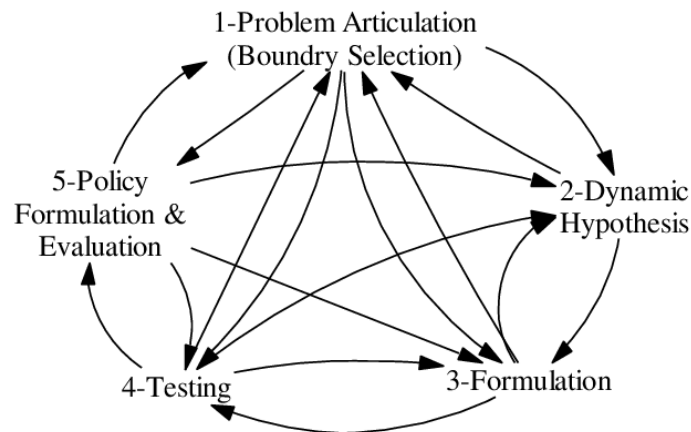 1-Problem Articulation
(Boundry Selection)
5-Policy
Formulation &
Evaluation
2-Dynamic
Hypothesis
4-Testing
3-Formulation